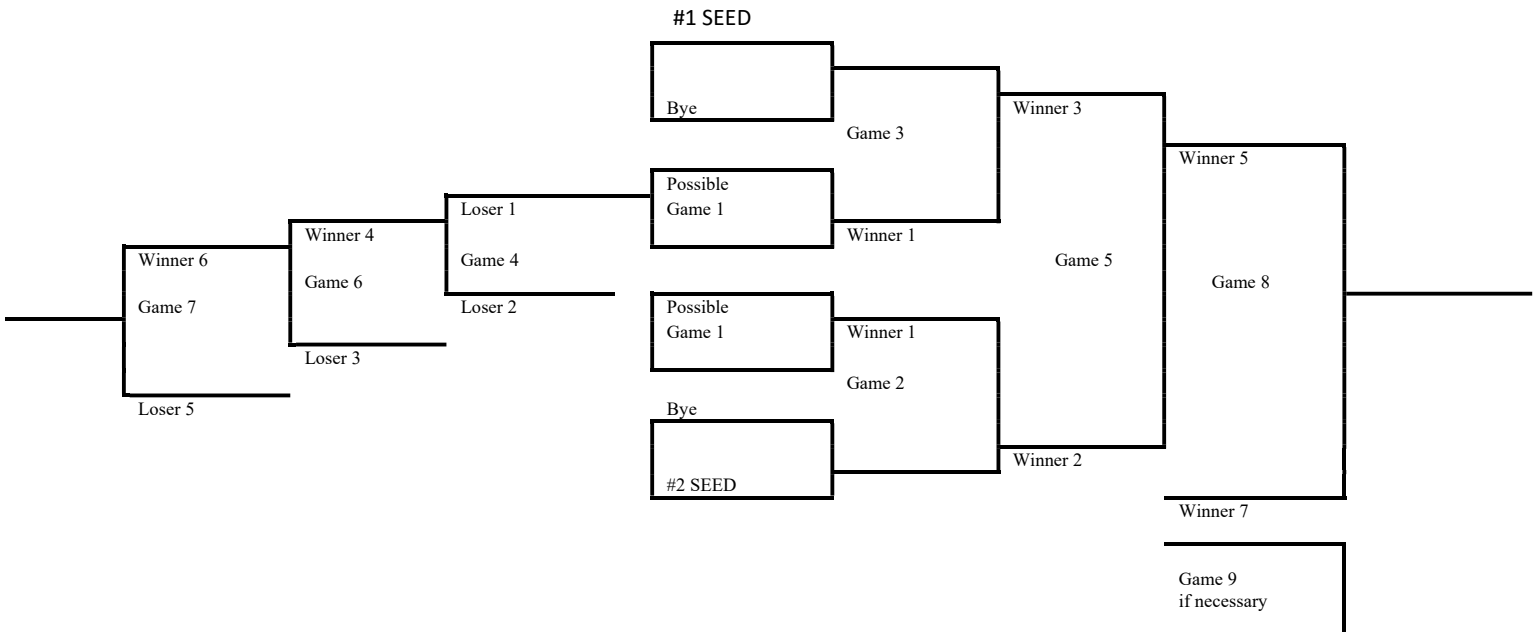 #1 SEED
Bye
Game 3
Winner 3
Winner 5
Possible
Game 1
Winner 1
Loser 1
Game 4
Loser 2
Winner 4
Game 6
Loser 3
Winner 6
Game 7
Loser 5
Game 5
Game 8
Possible
Game 1
Winner 1
Game 2
Bye
#2 SEED
Winner 2
Winner 7
Game 9
if necessary